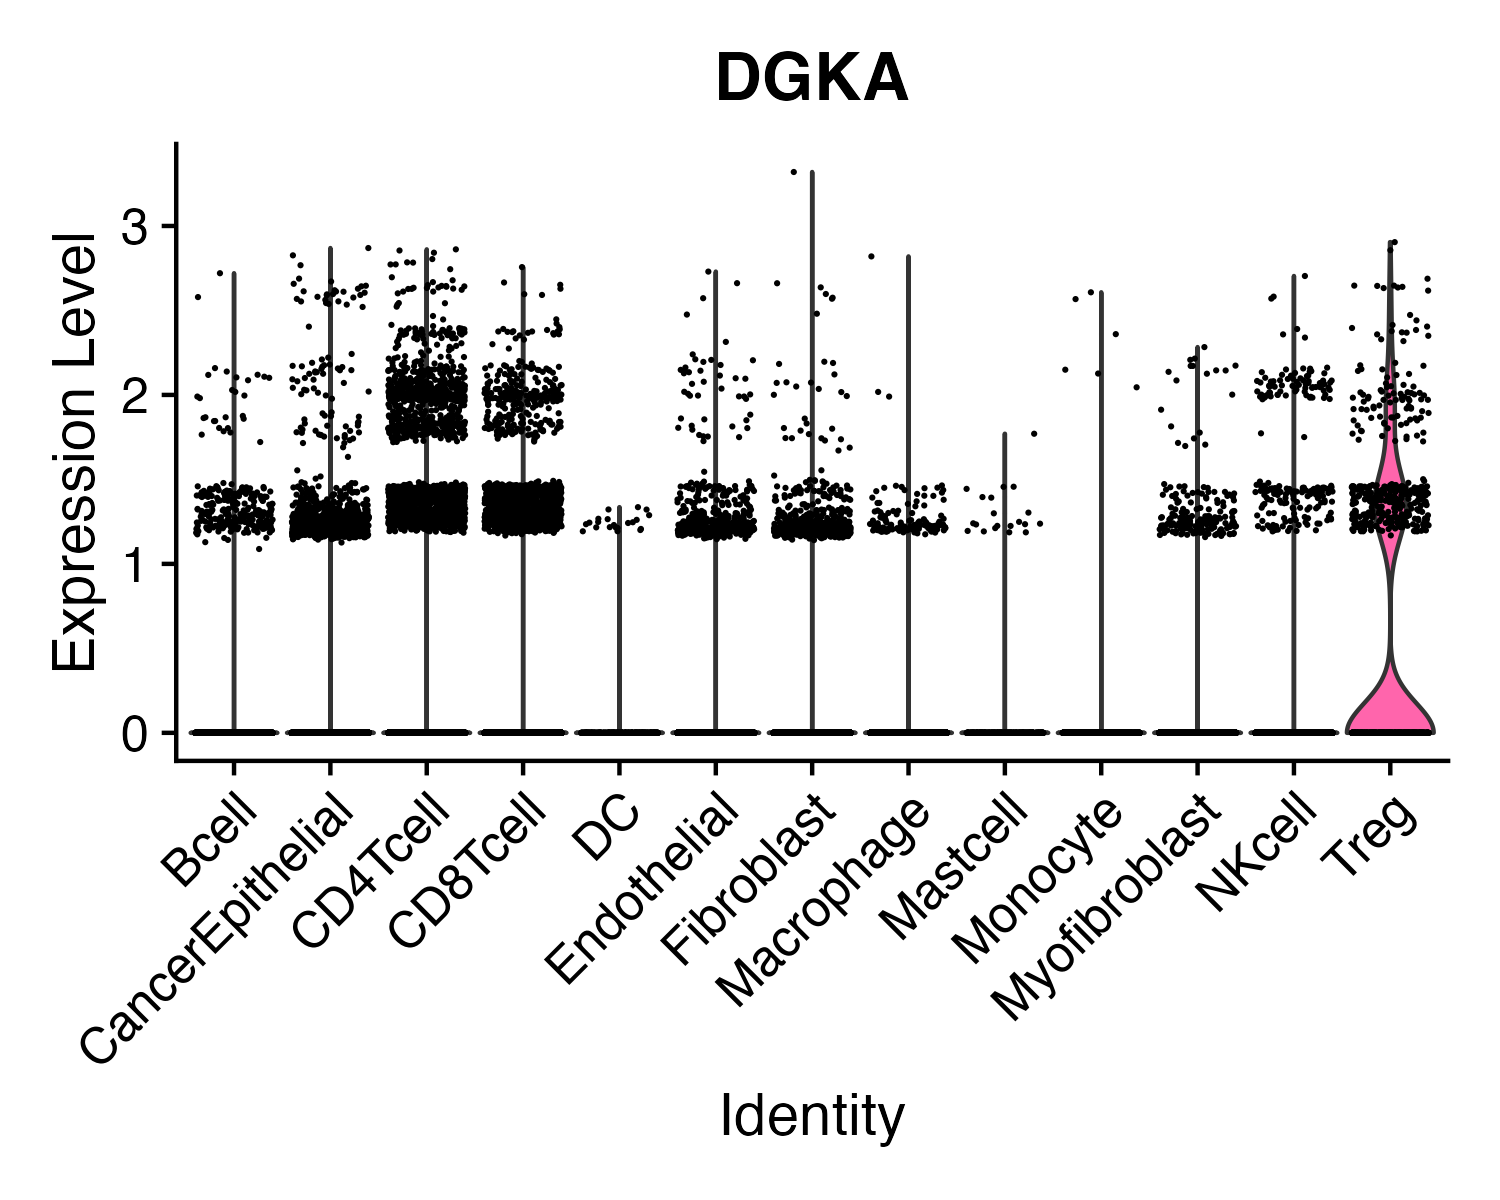 DGKA
Expression Level
3
2
1
0
Bcell
CancerEpithelial
CD4Tcell
CD8Tcell
DC
Endothelial
Fibroblast
Macrophage
Mastcell
Monocyte
Myofibroblast
NKcell
Treg
Identity